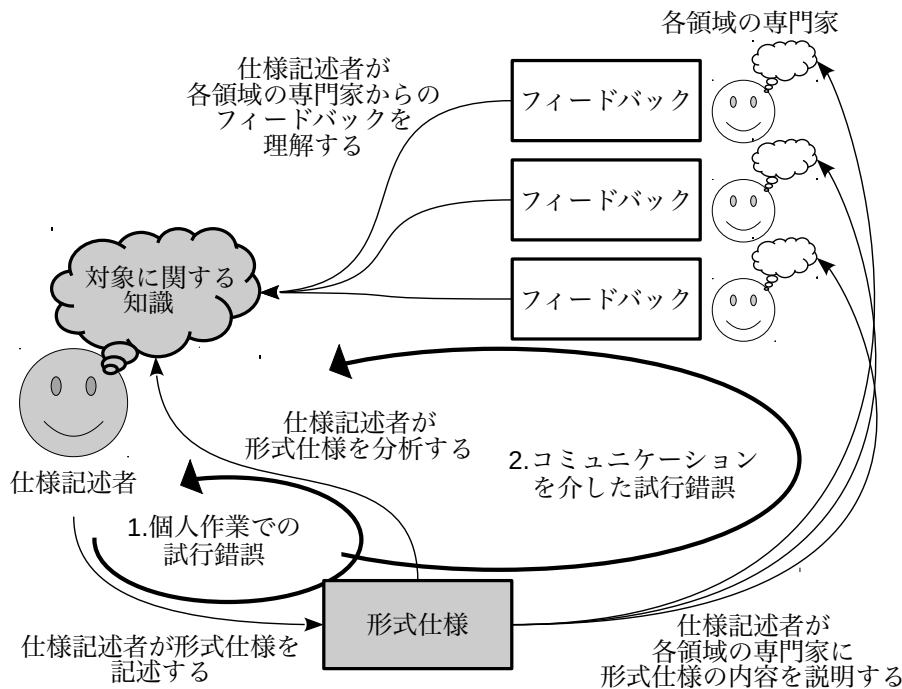 各領域の専門家
仕様記述者が
各領域の専門家からの
フィードバックを
理解する
フィードバック
フィードバック
フィードバック
対象に関する
知識
仕様記述者
仕様記述者が
形式仕様を分析する
2.コミュニケーション
を介した試行錯誤
1.個人作業での
試行錯誤
形式仕様
仕様記述者が形式仕様を
記述する
仕様記述者が
各領域の専門家に
形式仕様の内容を説明する